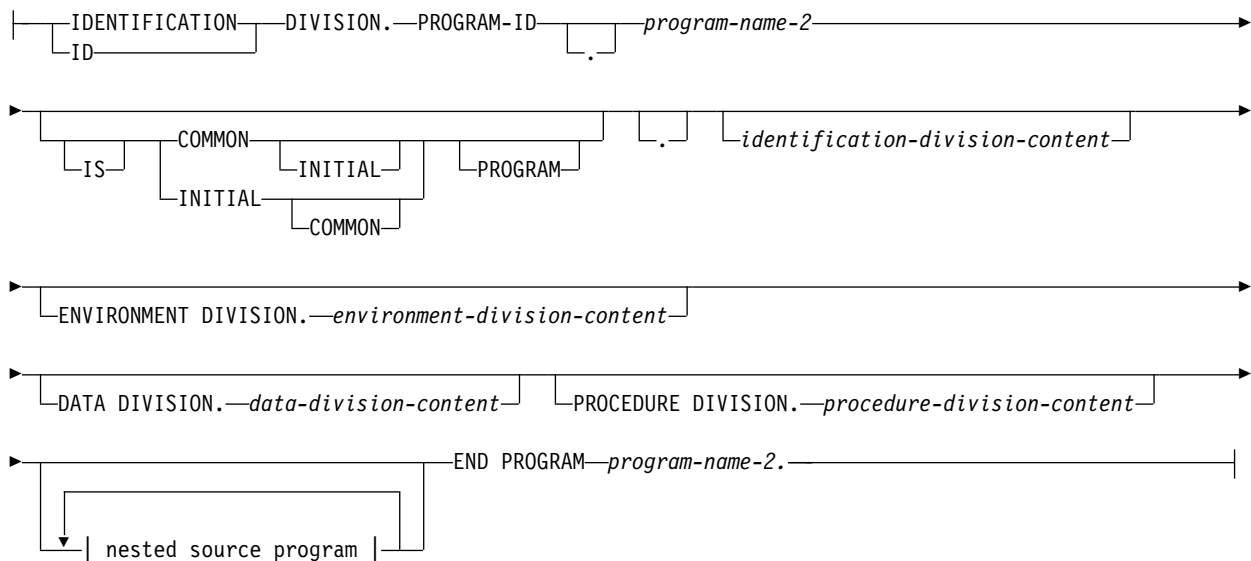 IDENTIFICATION DIVISION. PROGRAM-ID . program-name-2
ID
IS COMMON INITIAL PROGRAM . identification-division-content
INITIAL COMMON
ENVIRONMENT DIVISION. environment-division-content
DATA DIVISION. data-division-content PROCEDURE DIVISION. procedure-division-content
END PROGRAM program-name-2.
nested source program